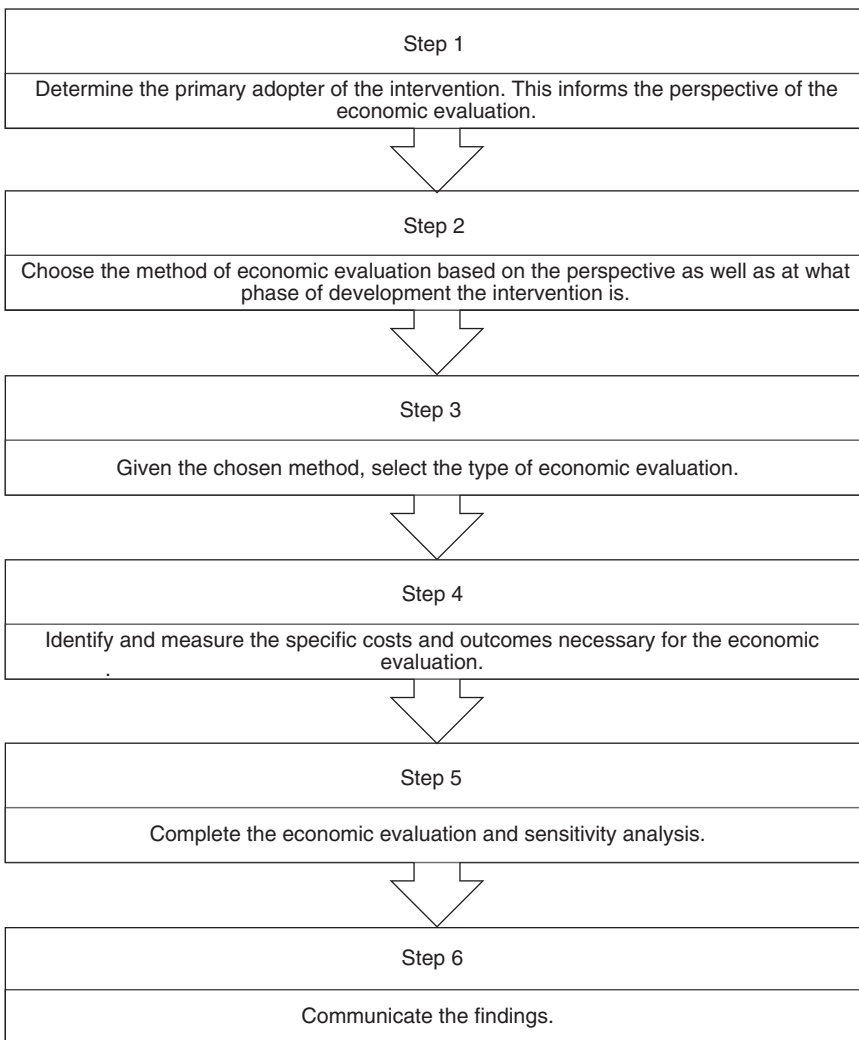 Step 1
Determine the primary adopter of the intervention. This informs the perspective of the
economic evaluation.
Step 2
Choose the method of economic evaluation based on the perspective as well as at what
phase of development the intervention is.
Step 3
Given the chosen method, select the type of economic evaluation.
Step 4
Identify and measure the specific costs and outcomes necessary for the economic
. evaluation.
Step 5
Complete the economic evaluation and sensitivity analysis.
Step 6
Communicate the findings.